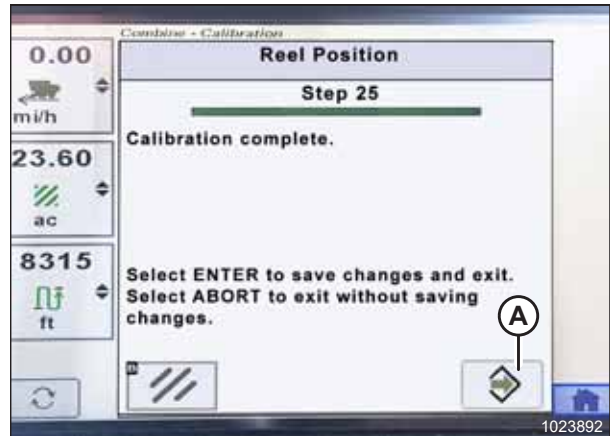 Combine - Calibration
0.00
mi/h
23.60
ac
8315
ft
Reel Position
Step 25
Calibration complete.
Select ENTER to save changes and exit.
Select ABORT to exit without saving
changes.
A
1023892